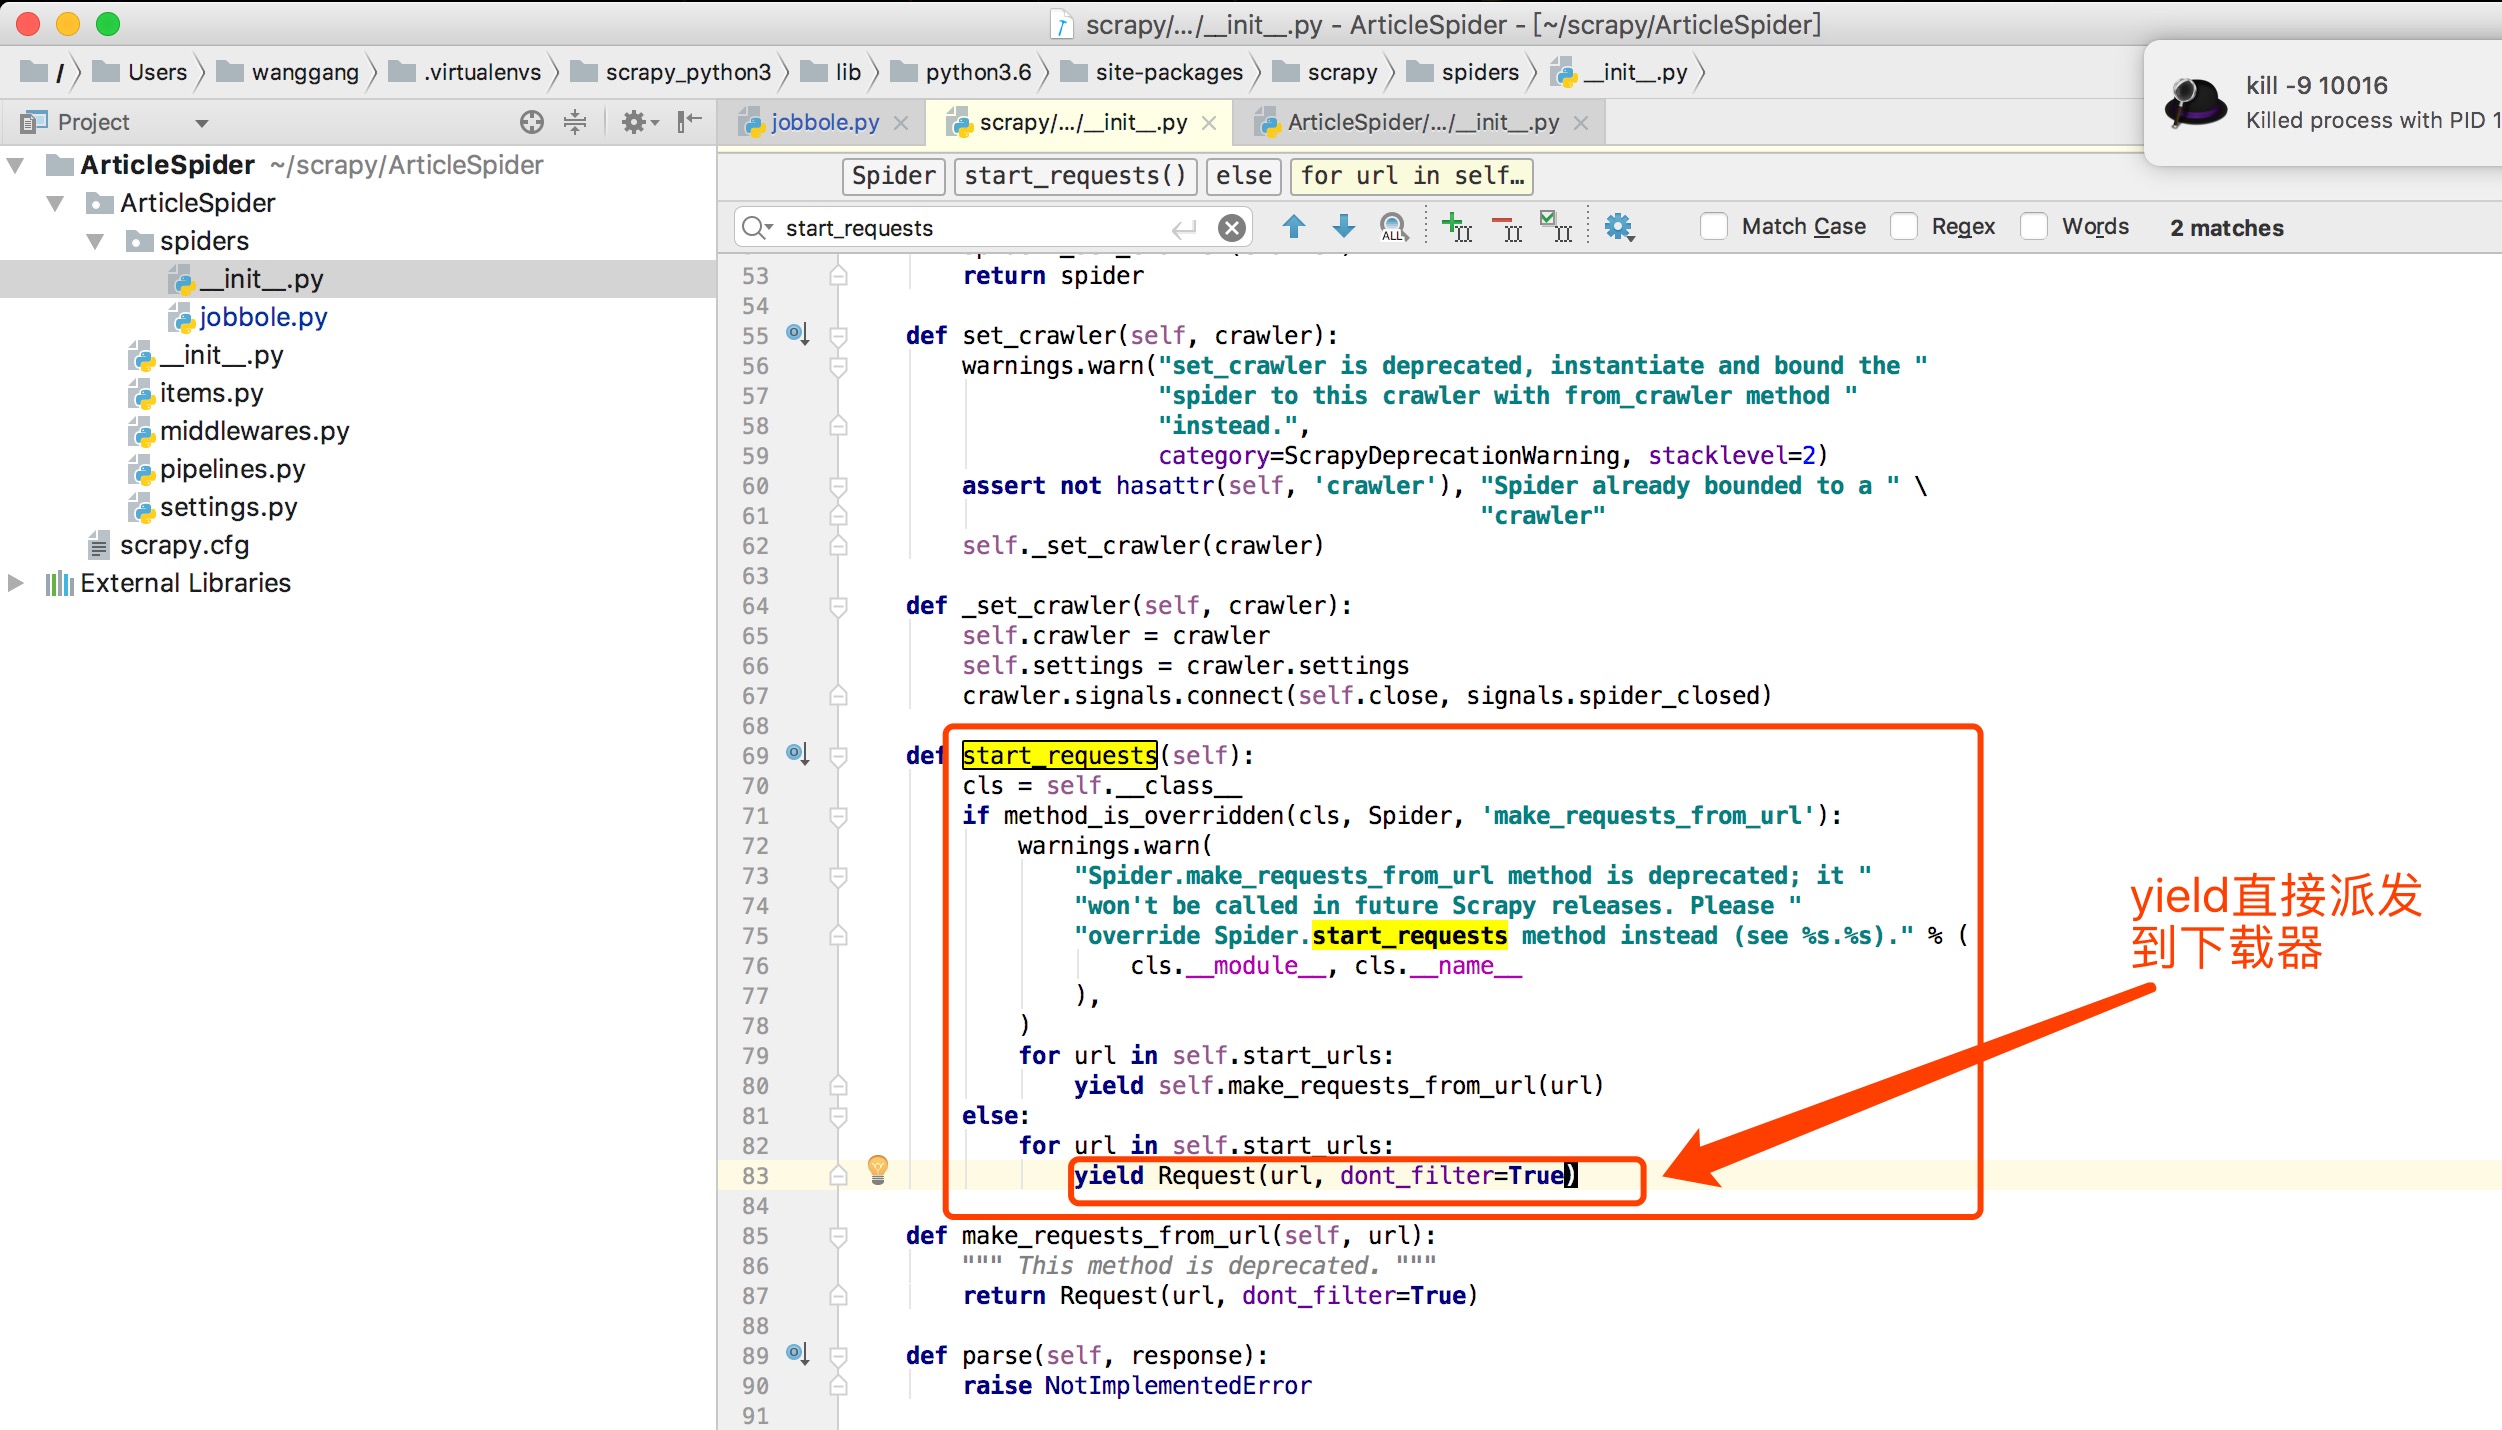 scrapy/.../__init__.py - ArticleSpider - [~/scrapy/ArticleSpider]
/ Users wanggang .virtualenvs scrapy_python3 lib python3.6 site-packages scrapy spiders __init__.py
kill -9 10016
Killed process with PID 1
Project
jobbole.py scrapy/.../__init__.py ArticleSpider/.../__init__.py
ArticleSpider ~/scrapy/ArticleSpider
ArticleSpider
spiders
__init__.py
jobbole.py
__init__.py
items.py
middlewares.py
pipelines.py
settings.py
scrapy.cfg
External Libraries
Spider start_requests() else for url in self…
start_requests ALL Match Case Regex Words 2 matches
53 return spider
54
55 def set_crawler(self, crawler):
56 warnings.warn("set_crawler is deprecated, instantiate and bound the "
57 "spider to this crawler with from_crawler method "
58 "instead.",
59 category=ScrapyDeprecationWarning, stacklevel=2)
60 assert not hasattr(self, 'crawler'), "Spider already bounded to a " \
61 "crawler"
62 self._set_crawler(crawler)
63
64 def _set_crawler(self, crawler):
65 self.crawler = crawler
66 self.settings = crawler.settings
67 crawler.signals.connect(self.close, signals.spider_closed)
68
69 def start_requests(self):
70 cls = self.__class__
71 if method_is_overridden(cls, Spider, 'make_requests_from_url'):
72 warnings.warn(
73 "Spider.make_requests_from_url method is deprecated; it "
74 "won't be called in future Scrapy releases. Please "
75 "override Spider.start_requests method instead (see %s.%s)." % (
76 cls.__module__, cls.__name__
77 ),
78 )
79 for url in self.start_urls:
80 yield self.make_requests_from_url(url)
81 else:
82 for url in self.start_urls:
83 yield Request(url, dont_filter=True)
84
85 def make_requests_from_url(self, url):
86 """ This method is deprecated. """
87 return Request(url, dont_filter=True)
88
89 def parse(self, response):
90 raise NotImplementedError
91
yield直接派发
到下载器